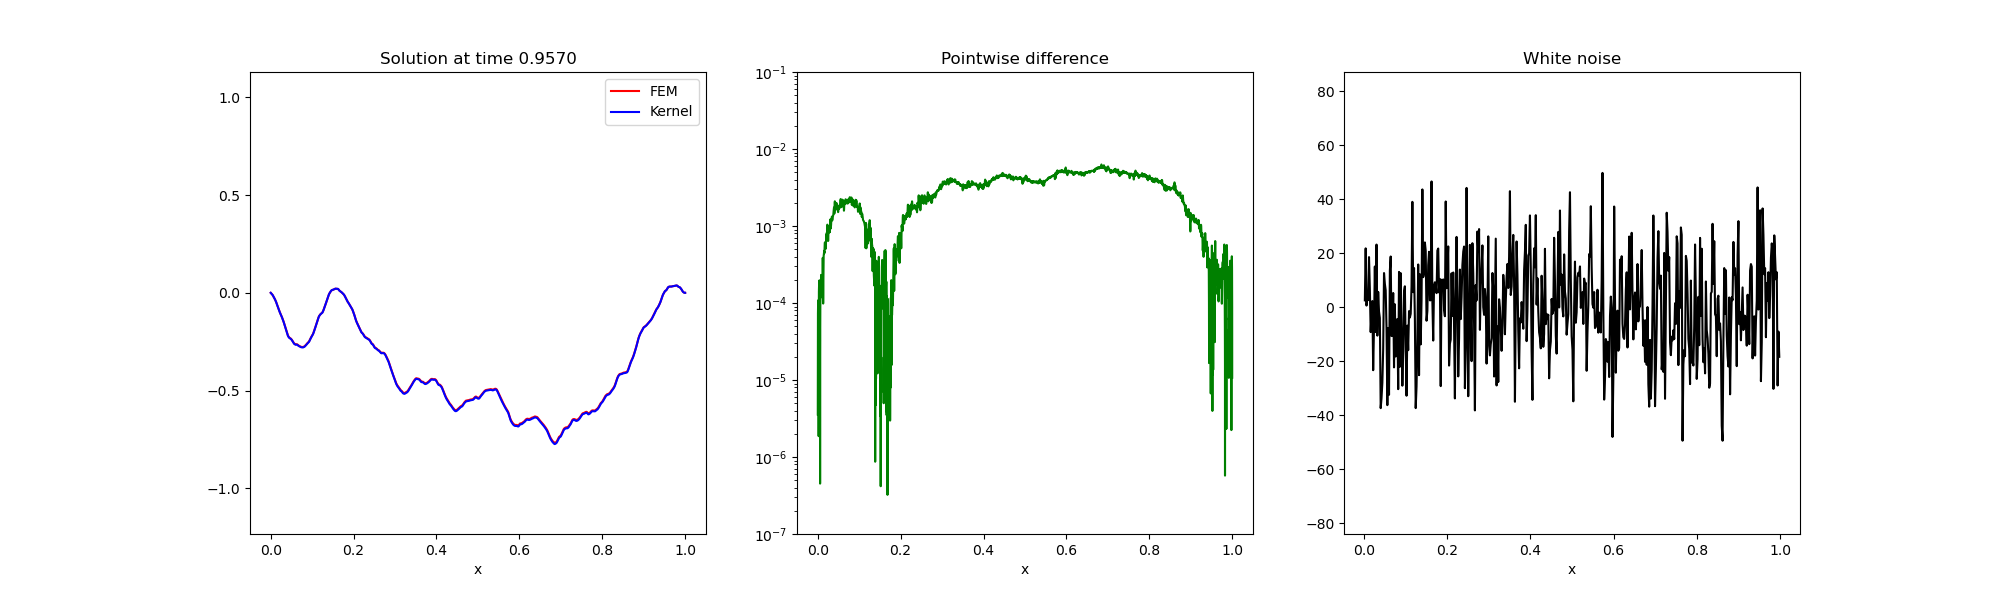 Solution at time 0.9570
1.0
0.5
0.0
−0.5
−1.0
0.0 0.2 0.4 0.6 0.8 1.0
x
FEM
Kernel
Pointwise difference
10⁻¹
10⁻²
10⁻³
10⁻⁴
10⁻⁵
10⁻⁶
10⁻⁷
0.0 0.2 0.4 0.6 0.8 1.0
x
White noise
80
60
40
20
0
−20
−40
−60
−80
0.0 0.2 0.4 0.6 0.8 1.0
x